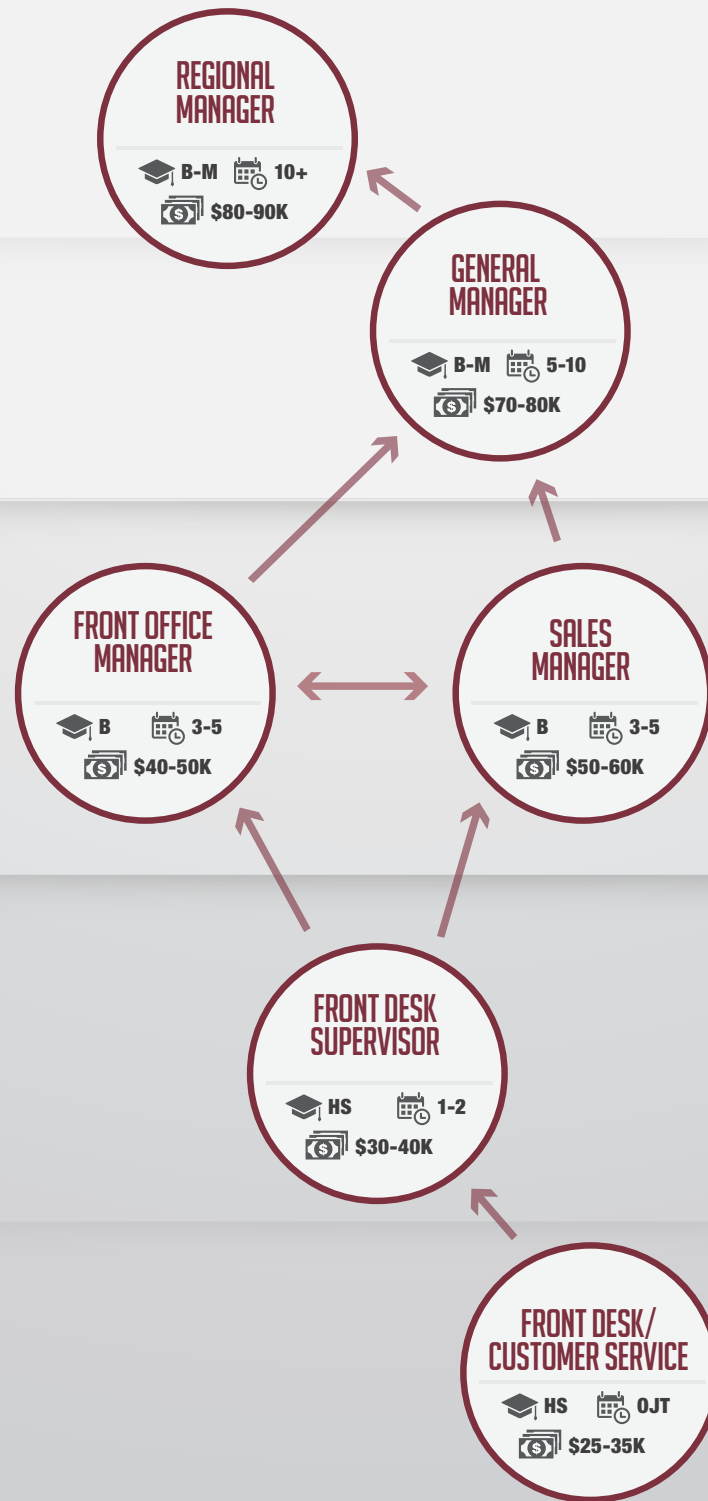 REGIONAL
MANAGER
B-M 10+
$80-90K
GENERAL
MANAGER
B-M 5-10
$70-80K
FRONT OFFICE
MANAGER
B 3-5
$40-50K
SALES
MANAGER
B 3-5
$50-60K
FRONT DESK
SUPERVISOR
HS 1-2
$30-40K
FRONT DESK/
CUSTOMER SERVICE
HS OJT
$25-35K